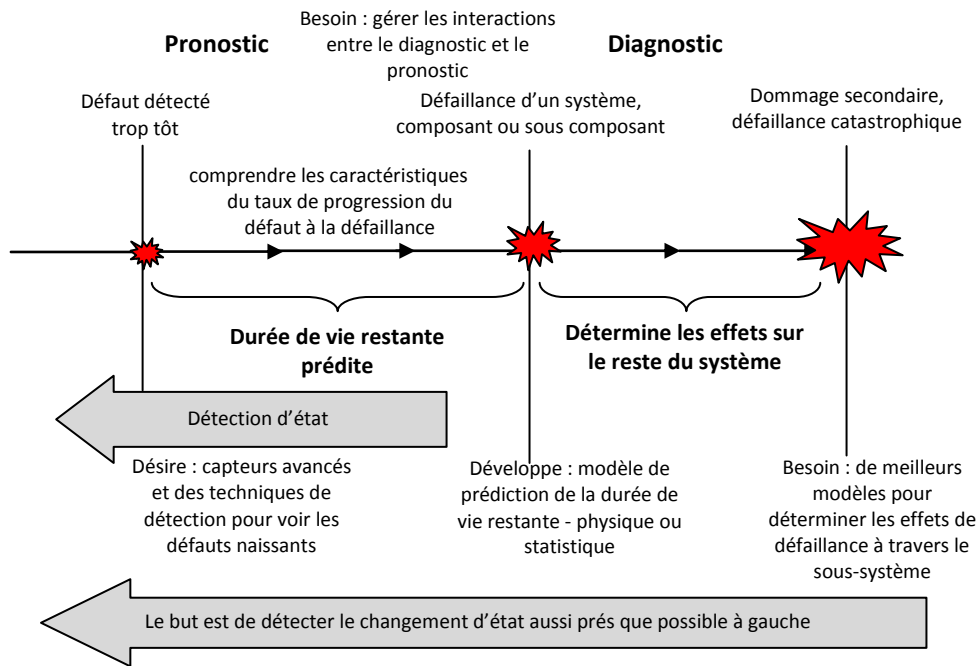 Besoin : gérer les interactions
entre le diagnostic et le
pronostic
Pronostic
Diagnostic
Défaut détecté
trop tôt
Défaillance d’un système,
composant ou sous composant
Dommage secondaire,
défaillance catastrophique
comprendre les caractéristiques
du taux de progression du
défaut à la défaillance
Durée de vie restante
prédite
Détermine les effets sur
le reste du système
Détection d’état
Désire : capteurs avancés
et des techniques de
détection pour voir les
défauts naissants
Développe : modèle de
prédiction de la durée de
vie restante - physique ou
statistique
Besoin : de meilleurs
modèles pour
déterminer les effets de
défaillance à travers le
sous-système
Le but est de détecter le changement d’état aussi prés que possible à gauche